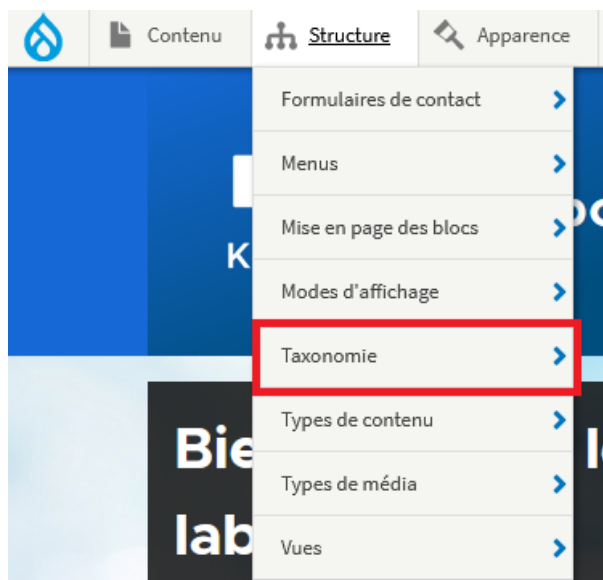 Contenu Structure Apparence
Formulaires de contact
Menus
Mise en page des blocs
Modes d'affichage
Taxonomie
Types de contenu
Types de média
Vues
Bie
lab